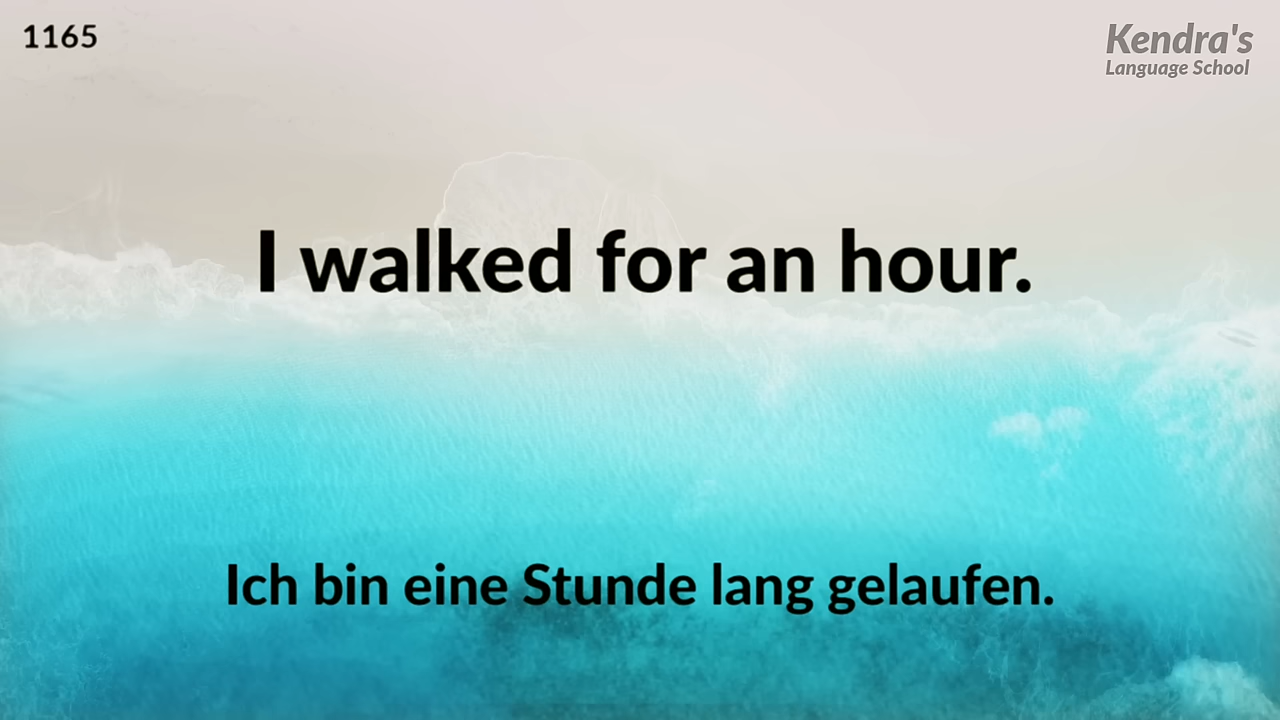 1165
Kendra's
Language School
I walked for an hour.
Ich bin eine Stunde lang gelaufen.